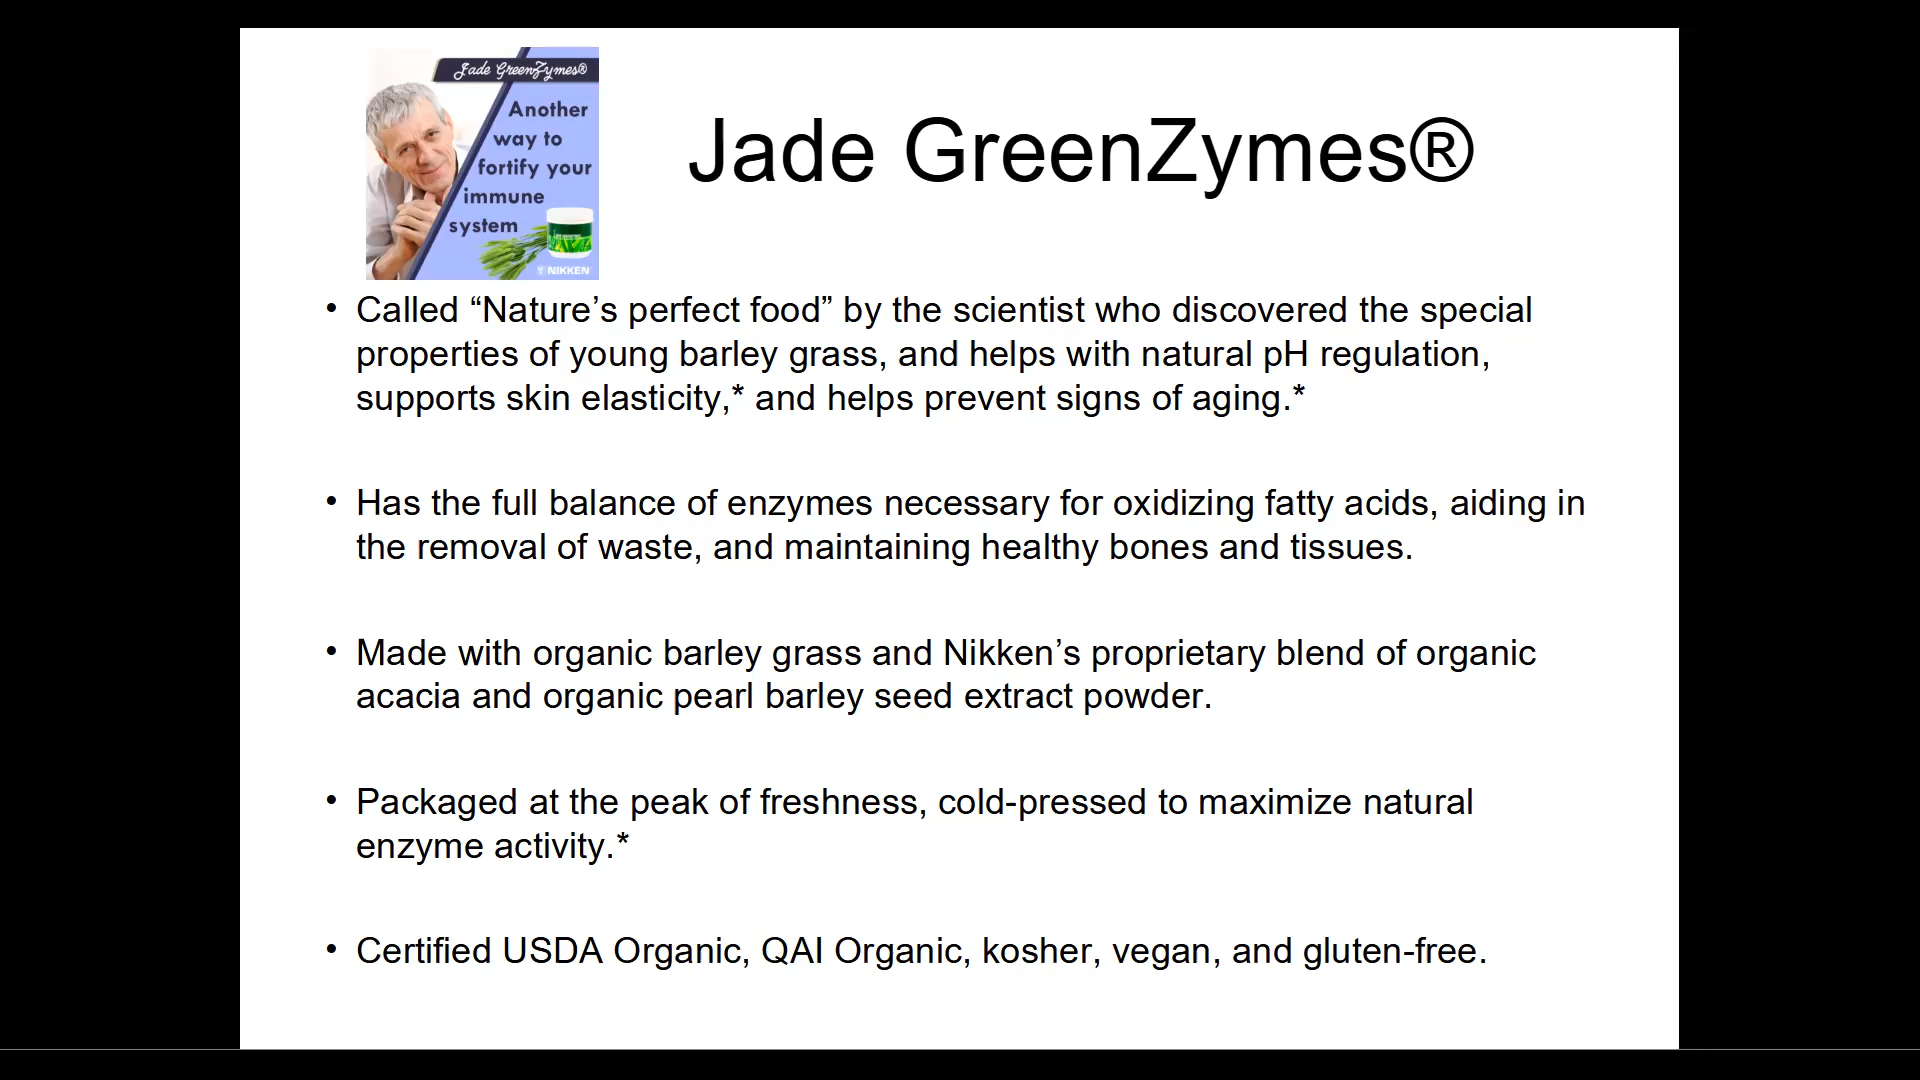 Jade GreenZymes®
Another
way to
fortify your
immune
system
NIKKEN
Jade GreenZymes®
• Called “Nature’s perfect food” by the scientist who discovered the special
properties of young barley grass, and helps with natural pH regulation,
supports skin elasticity,* and helps prevent signs of aging.*
• Has the full balance of enzymes necessary for oxidizing fatty acids, aiding in
the removal of waste, and maintaining healthy bones and tissues.
• Made with organic barley grass and Nikken’s proprietary blend of organic
acacia and organic pearl barley seed extract powder.
• Packaged at the peak of freshness, cold-pressed to maximize natural
enzyme activity.*
• Certified USDA Organic, QAI Organic, kosher, vegan, and gluten-free.